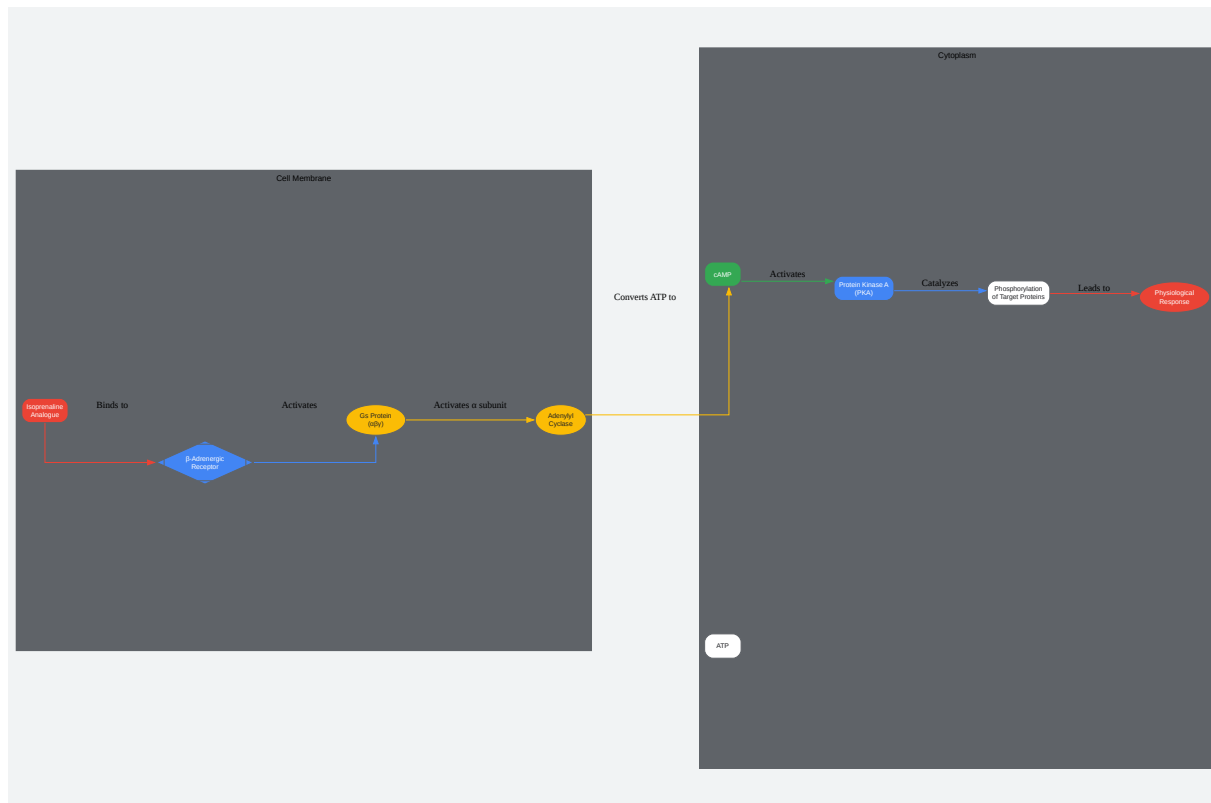 Cytoplasm
Cell Membrane
cAMP
Activates
Protein Kinase A
(PKA)
Catalyzes
Phosphorylation
of Target Proteins
Leads to
Physiological
Response
Converts ATP to
Isoprenaline
Analogue
Binds to
Activates
Gs Protein
(αβγ)
Activates α subunit
Adenylyl
Cyclase
β-Adrenergic
Receptor
ATP